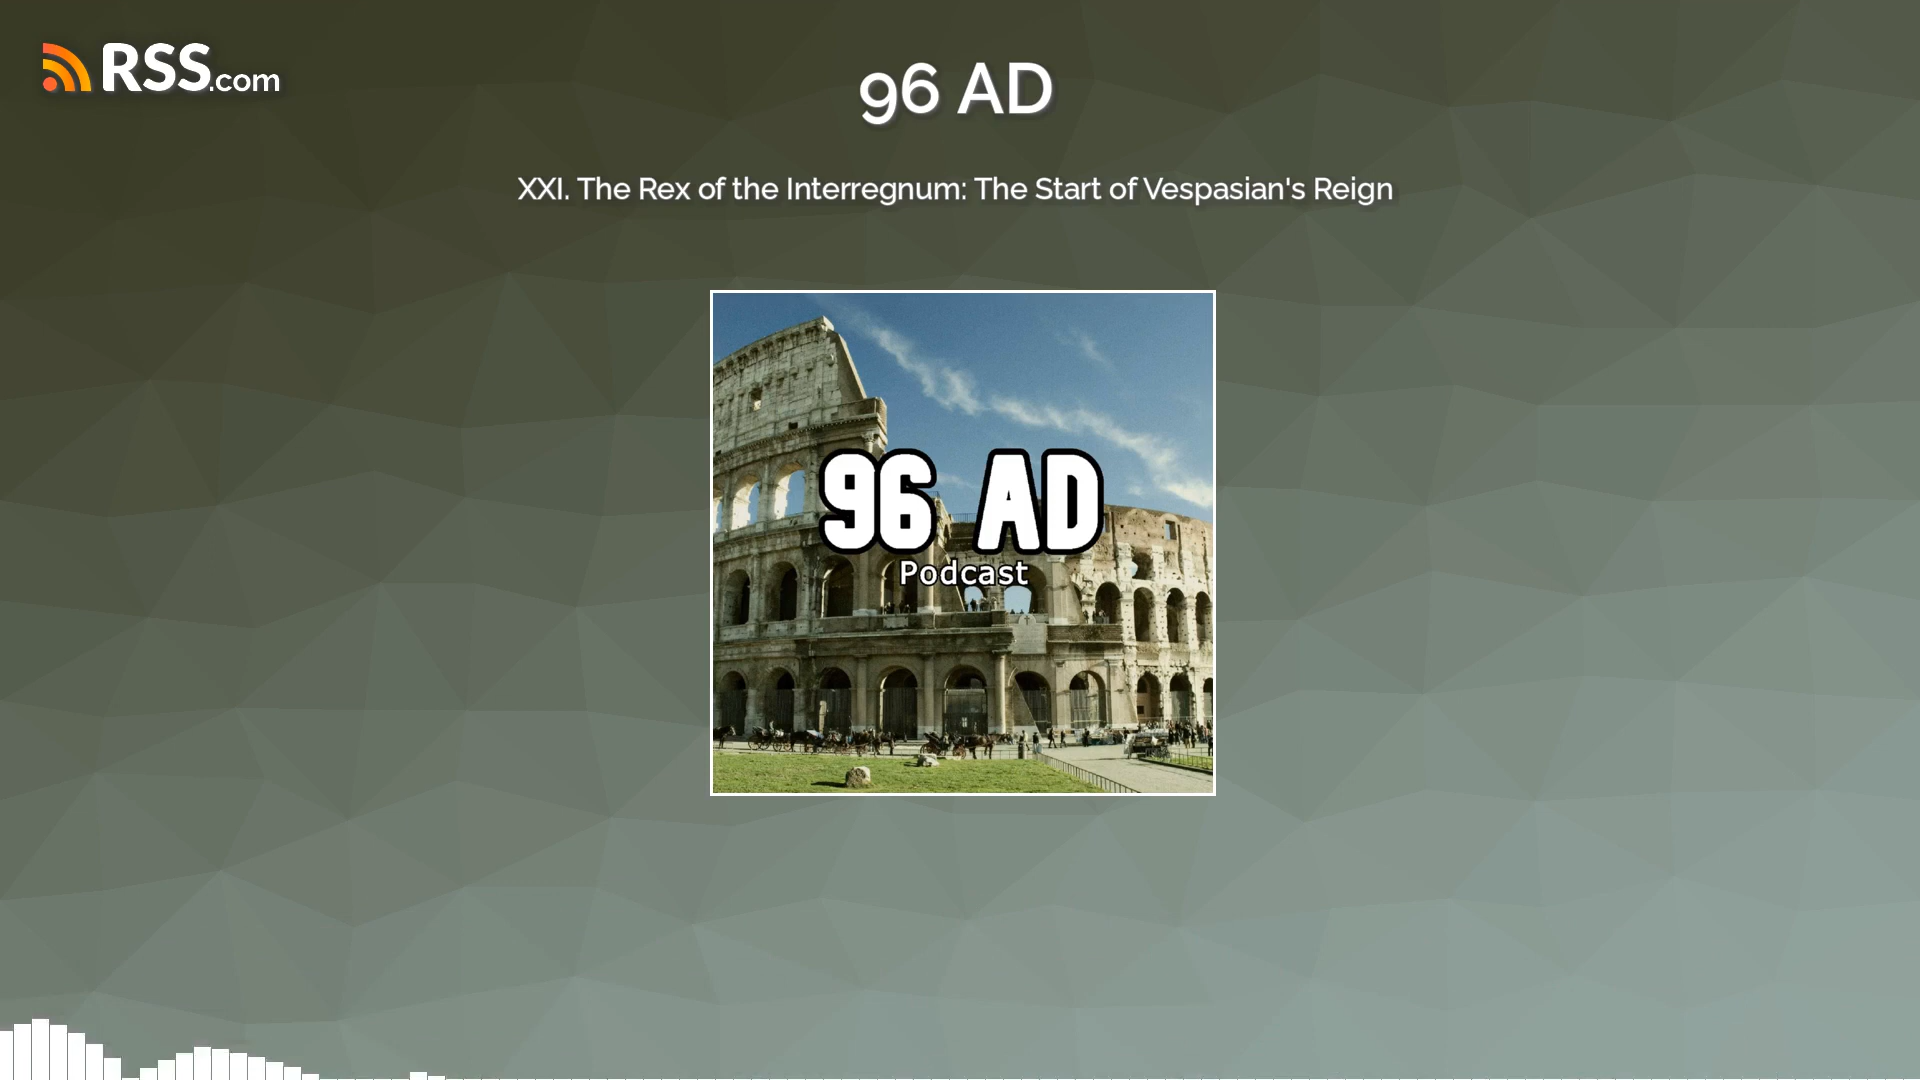 RSS.com
96 AD
XXI. The Rex of the Interregnum: The Start of Vespasian's Reign
96 AD
Podcast